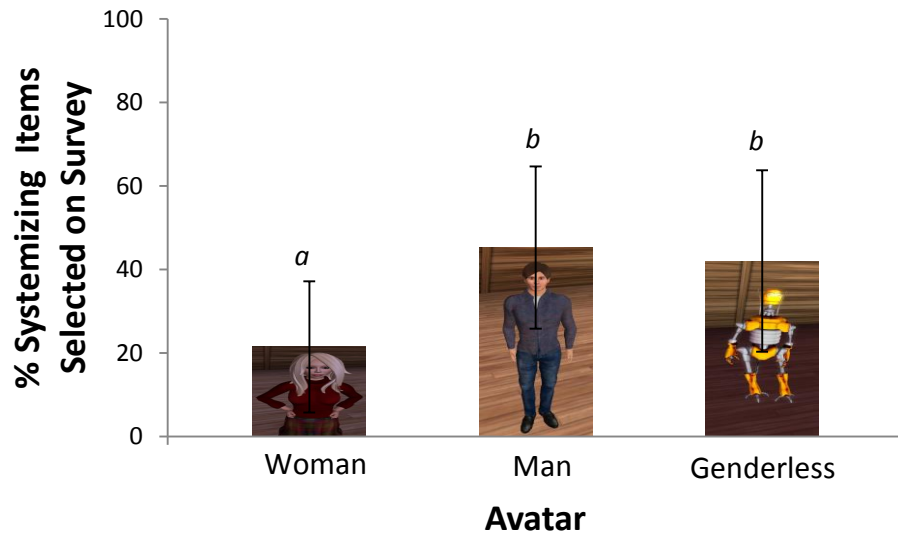 100
80
60
40
20
0
% Systemizing Items
Selected on Survey
a
b
b
Woman
Man
Genderless
Avatar